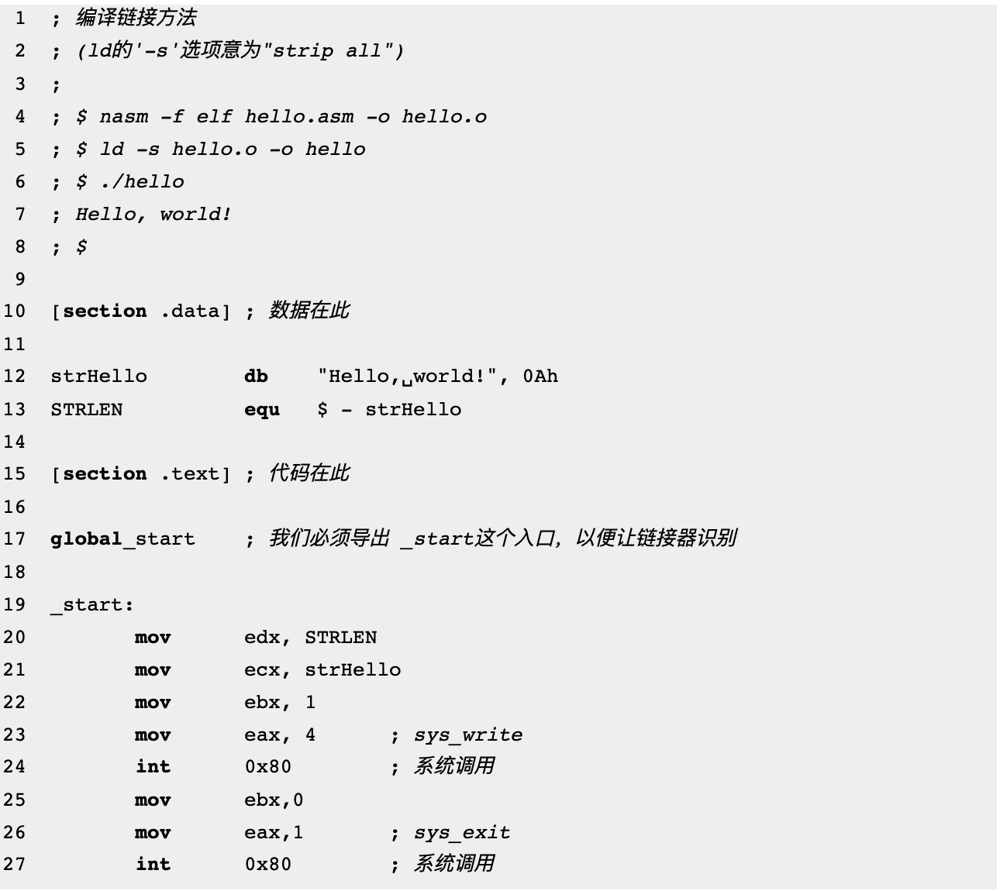 1 ; 编译链接方法
2 ; (ld的'-s'选项意为"strip all")
3 ;
4 ; $ nasm -f elf hello.asm -o hello.o
5 ; $ ld -s hello.o -o hello
6 ; $ ./hello
7 ; Hello, world!
8 ; $
9
10 [section .data] ; 数据在此
11
12 strHello db "Hello,␣world!", 0Ah
13 STRLEN equ $ - strHello
14
15 [section .text] ; 代码在此
16
17 global_start ; 我们必须导出 _start这个入口，以便让链接器识别
18
19 _start:
20 mov edx, STRLEN
21 mov ecx, strHello
22 mov ebx, 1
23 mov eax, 4 ; sys_write
24 int 0x80 ; 系统调用
25 mov ebx,0
26 mov eax,1 ; sys_exit
27 int 0x80 ; 系统调用